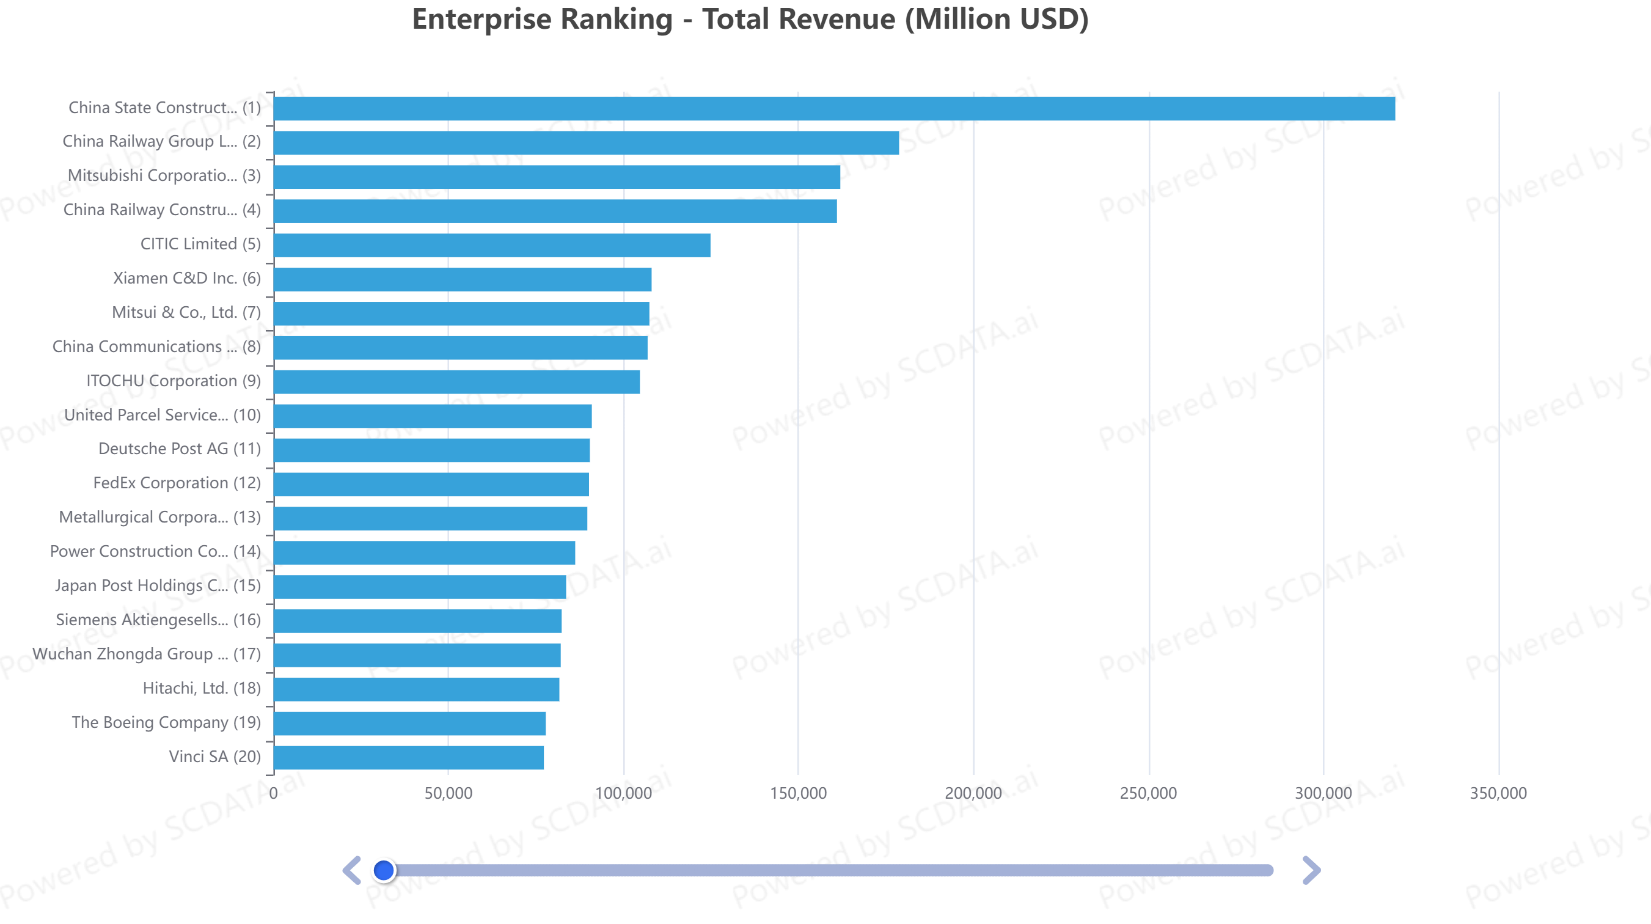 Enterprise Ranking - Total Revenue (Million USD)
China State Construct... (1)
China Railway Group L... (2)
Mitsubishi Corporatio... (3)
China Railway Constru... (4)
CITIC Limited (5)
Xiamen C&D Inc. (6)
Mitsui & Co., Ltd. (7)
China Communications ... (8)
ITOCHU Corporation (9)
United Parcel Service... (10)
Deutsche Post AG (11)
FedEx Corporation (12)
Metallurgical Corpora... (13)
Power Construction Co... (14)
Japan Post Holdings C... (15)
Siemens Aktiengesells... (16)
Wuchan Zhongda Group ... (17)
Hitachi, Ltd. (18)
The Boeing Company (19)
Vinci SA (20)
0 50,000 100,000 150,000 200,000 250,000 300,000 350,000
Powered by SCDATA.ai